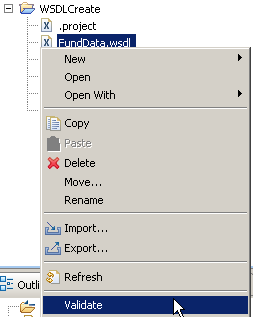 WSDLCreate
.project
FundData.wsdl
New
Open
Open With
Copy
Paste
Delete
Move...
Rename
Import...
Export...
Refresh
Outli
Validate